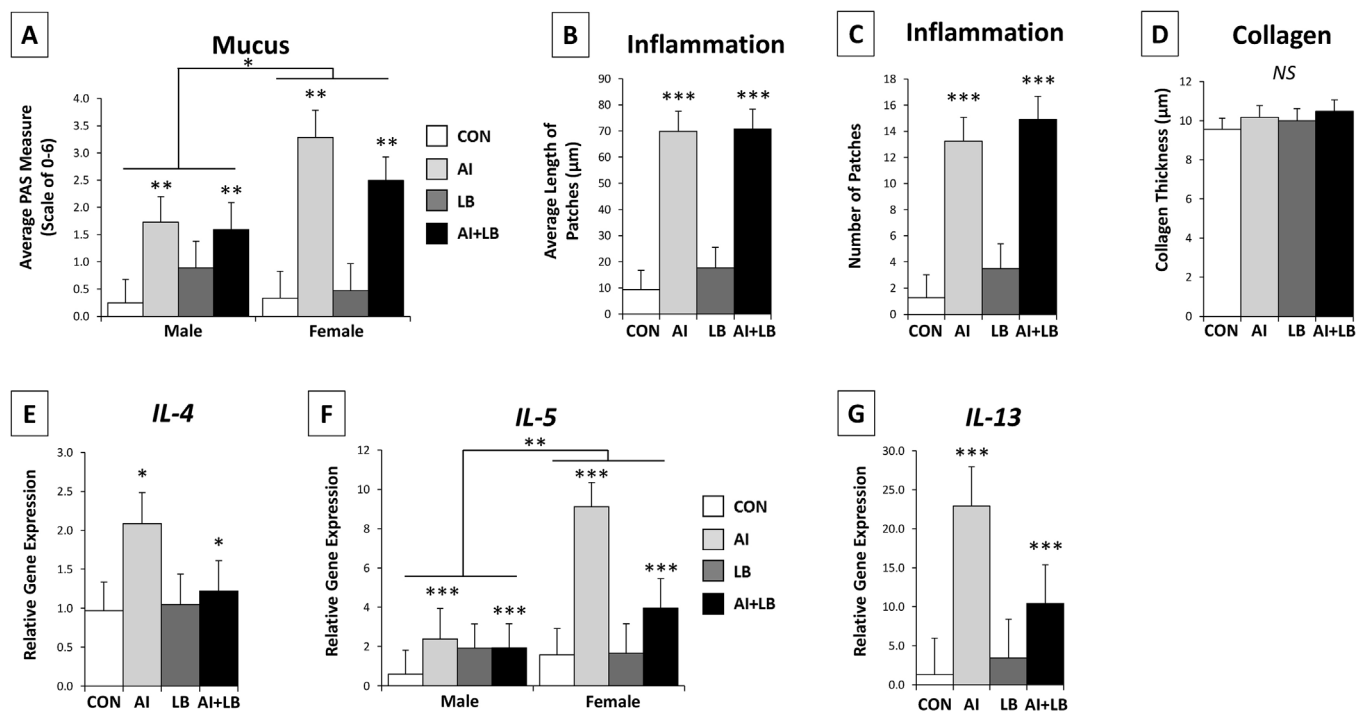 A
Mucus
*
Average PAS Measure
(Scale of 0-6)
4.0
3.5
3.0
2.5
2.0
1.5
1.0
0.5
0.0
**
**
**
**
Male
Female
CON
AI
LB
AI+LB
B
Inflammation
Average Length of
Patches (µm)
90
80
70
60
50
40
30
20
10
0
***
***
CON AI LB AI+LB
C
Inflammation
Number of Patches
18
16
14
12
10
8
6
4
2
0
***
***
CON AI LB AI+LB
D
Collagen
NS
Collagen Thickness (µm)
12
10
8
6
4
2
0
CON AI LB AI+LB
E
IL-4
Relative Gene Expression
3.0
2.5
2.0
1.5
1.0
0.5
0.0
*
*
CON AI LB AI+LB
F
IL-5
**
Relative Gene Expression
12
10
8
6
4
2
0
***
***
***
***
Male
Female
CON
AI
LB
AI+LB
G
IL-13
Relative Gene Expression
30.0
25.0
20.0
15.0
10.0
5.0
0.0
***
***
CON AI LB AI+LB